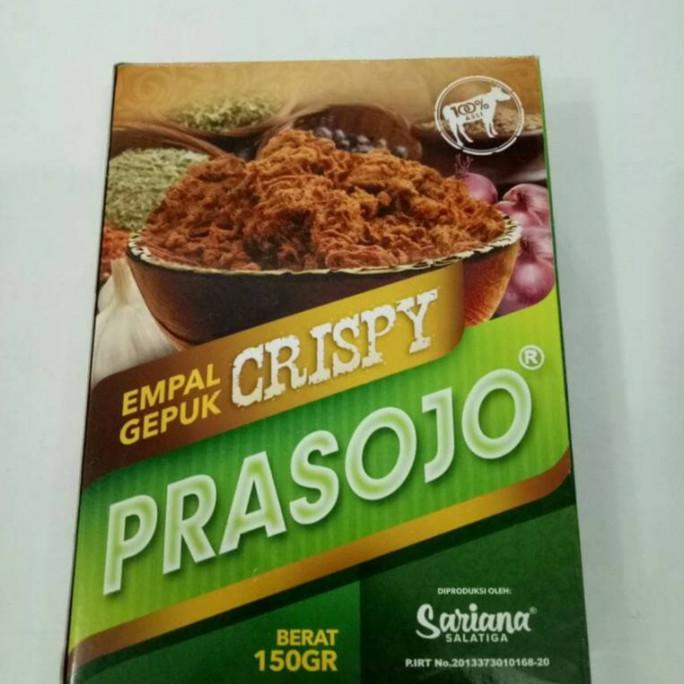 100%
ASLI
EMPAL
GEPUK
CRISPY
PRASOJO®
BERAT
150GR
DIPRODUKSI OLEH:
Sariana®
SALATIGA
P.IRT No.2013373010168-20